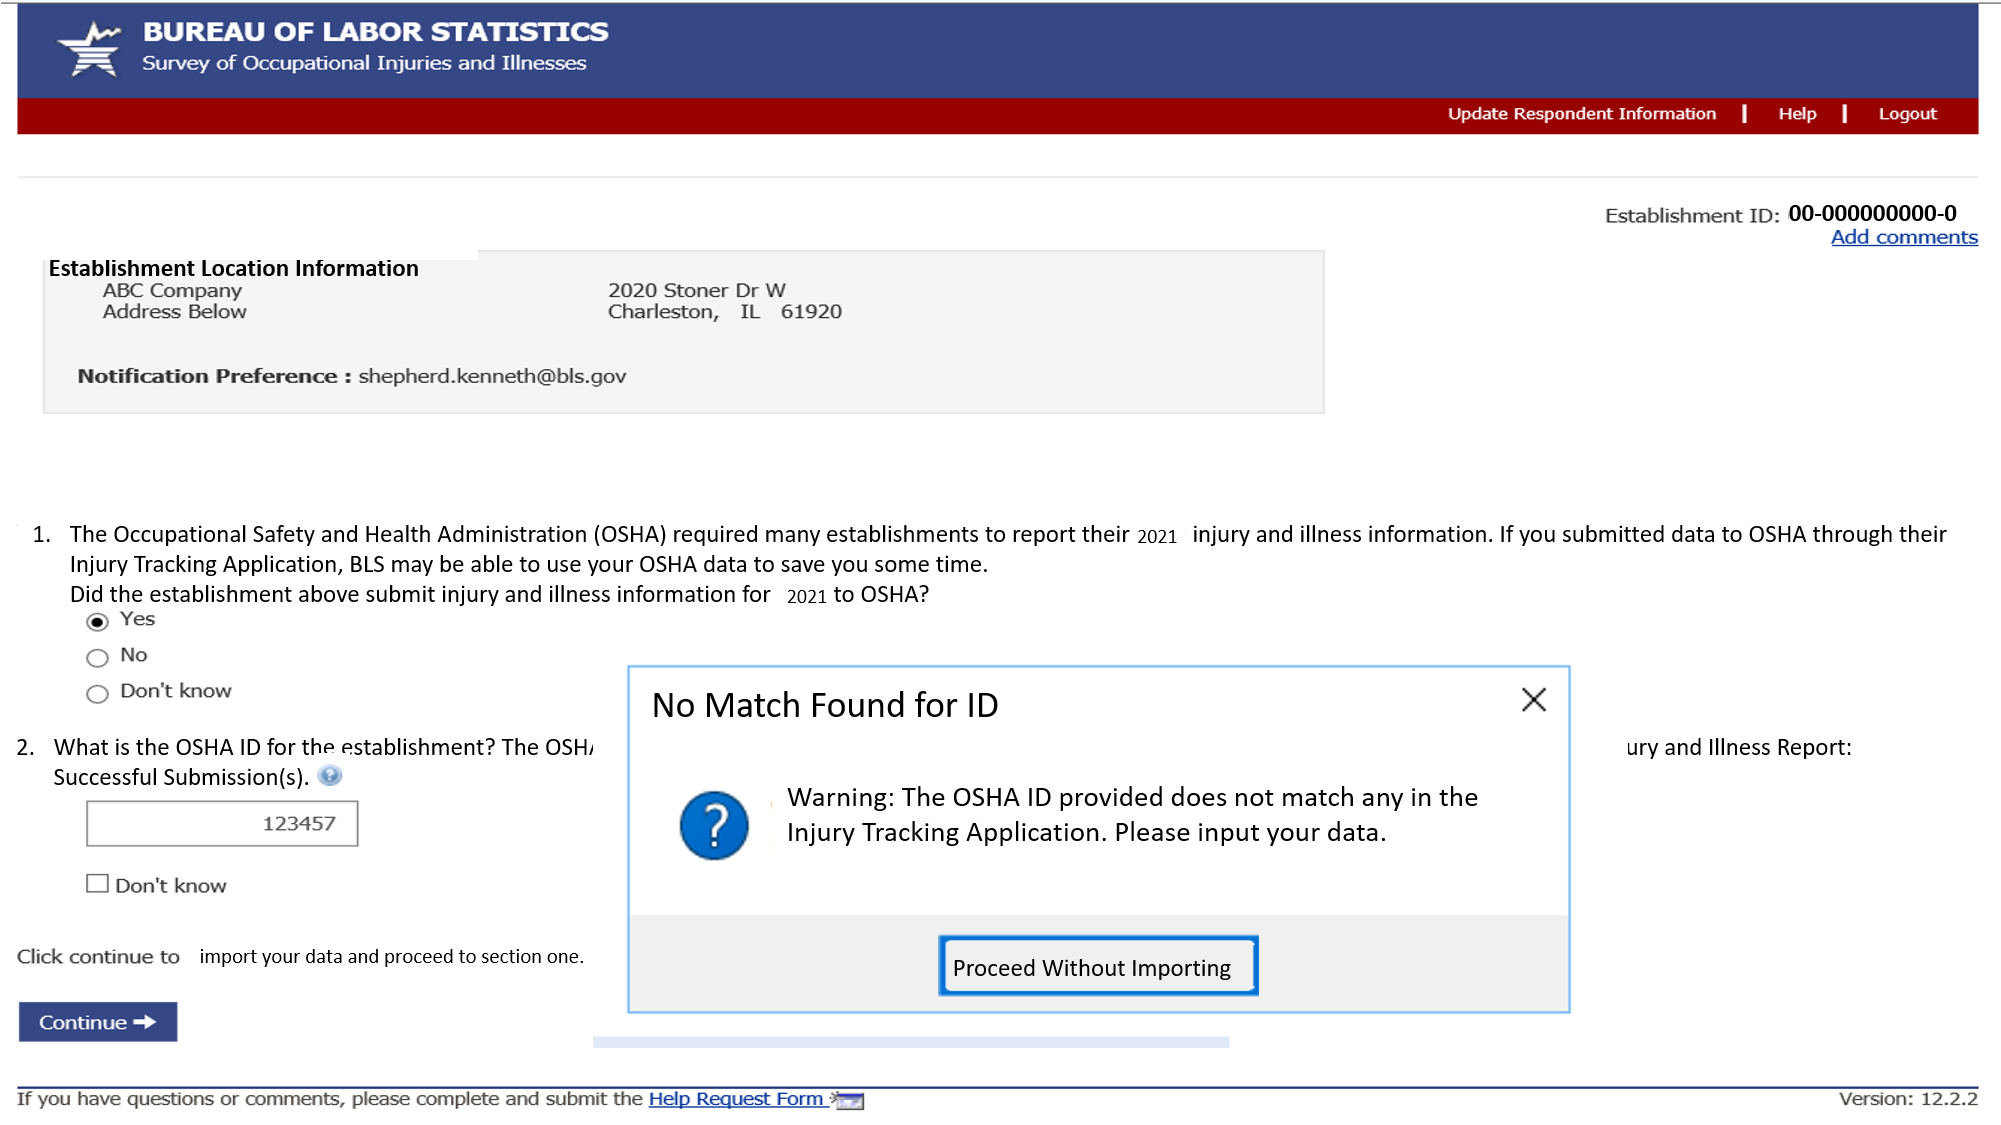 BUREAU OF LABOR STATISTICS
Survey of Occupational Injuries and Illnesses
Update Respondent Information | Help | Logout
Establishment ID: 00-000000000-0
Add comments
Establishment Location Information
ABC Company 2020 Stoner Dr W
Address Below Charleston, IL 61920
Notification Preference : shepherd.kenneth@bls.gov
1. The Occupational Safety and Health Administration (OSHA) required many establishments to report their 2021 injury and illness information. If you submitted data to OSHA through their
Injury Tracking Application, BLS may be able to use your OSHA data to save you some time.
Did the establishment above submit injury and illness information for 2021 to OSHA?
Yes
No
Don't know
2. What is the OSHA ID for the establishment? The OSH ury and Illness Report:
Successful Submission(s). ?
123457
Don't know
No Match Found for ID
?
Warning: The OSHA ID provided does not match any in the
Injury Tracking Application. Please input your data.
Proceed Without Importing
Click continue to import your data and proceed to section one.
Continue
If you have questions or comments, please complete and submit the Help Request Form
Version: 12.2.2